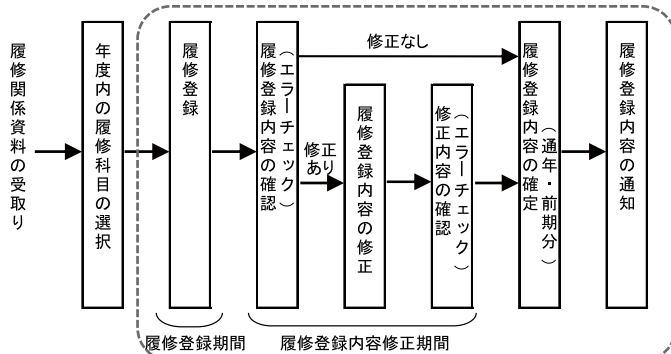 履修関係資料の受取り
年度内の履修科目の選択
履修登録
履修登録内容の確認
（エラーチェック）
修正なし
修正
あり
履修登録内容の修正
修正内容の確認
（エラーチェック）
履修登録内容の確定
（通年・前期分）
履修登録内容の通知
履修登録期間
履修登録内容修正期間